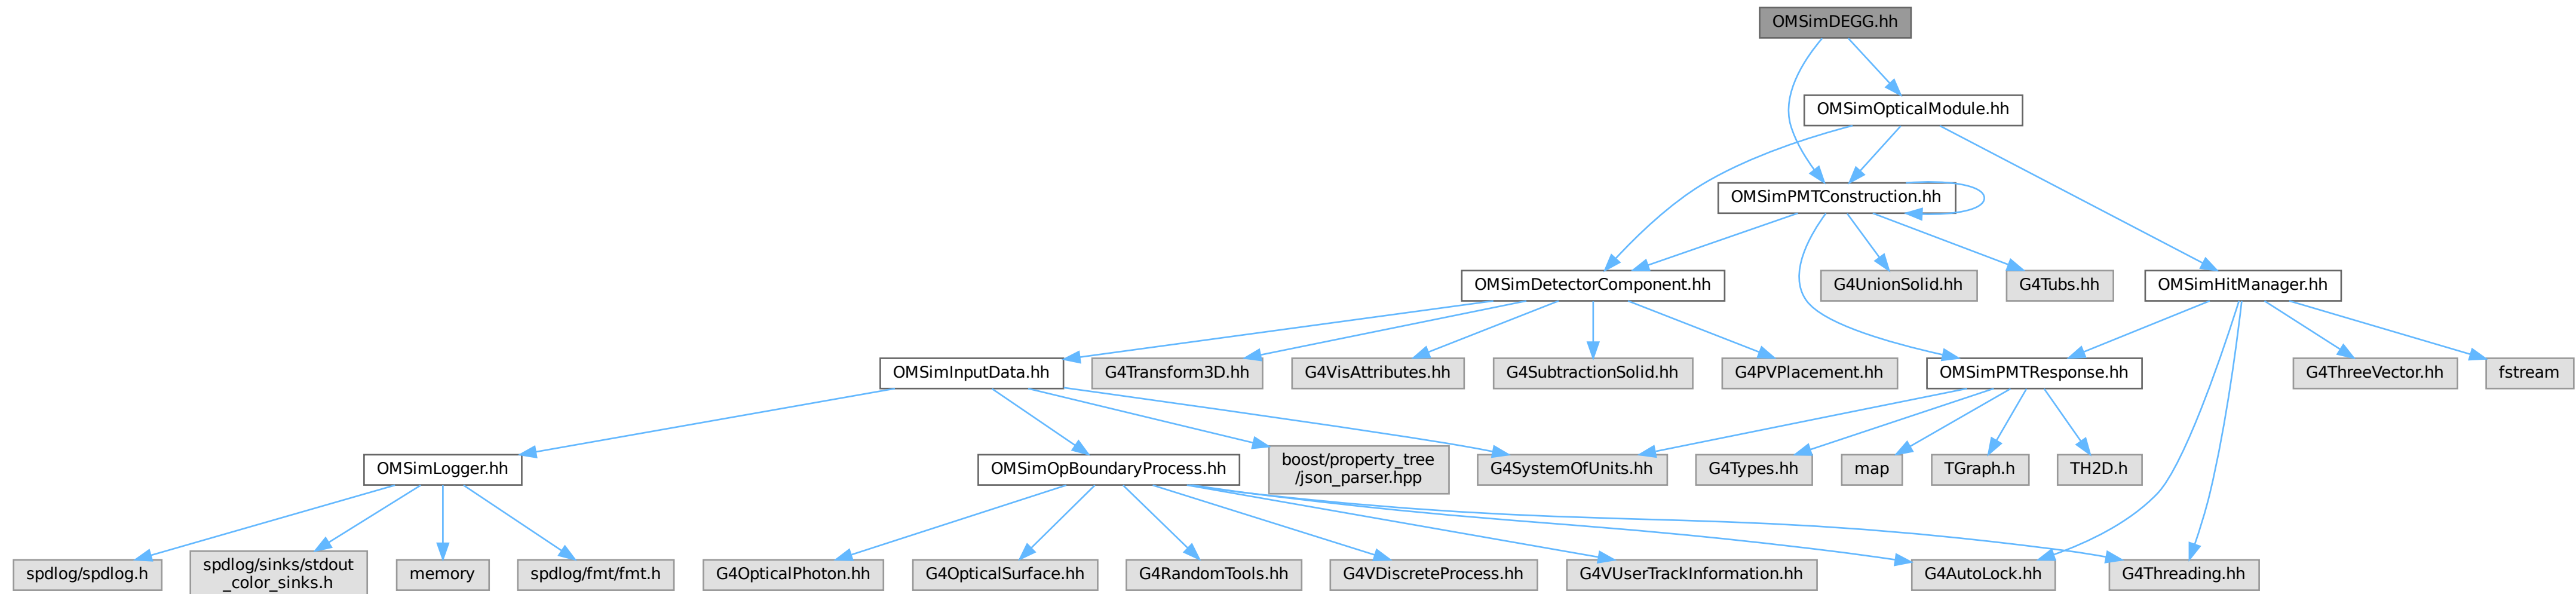 OMSimDEGG.hh
OMSimOpticalModule.hh
OMSimPMTConstruction.hh
OMSimDetectorComponent.hh
G4UnionSolid.hh
G4Tubs.hh
OMSimHitManager.hh
OMSimInputData.hh
G4Transform3D.hh
G4VisAttributes.hh
G4SubtractionSolid.hh
G4PVPlacement.hh
OMSimPMTResponse.hh
G4ThreeVector.hh
fstream
OMSimLogger.hh
OMSimOpBoundaryProcess.hh
boost/property_tree
/json_parser.hpp
G4SystemOfUnits.hh
G4Types.hh
map
TGraph.h
TH2D.h
spdlog/spdlog.h
spdlog/sinks/stdout
_color_sinks.h
memory
spdlog/fmt/fmt.h
G4OpticalPhoton.hh
G4OpticalSurface.hh
G4RandomTools.hh
G4VDiscreteProcess.hh
G4VUserTrackInformation.hh
G4AutoLock.hh
G4Threading.hh